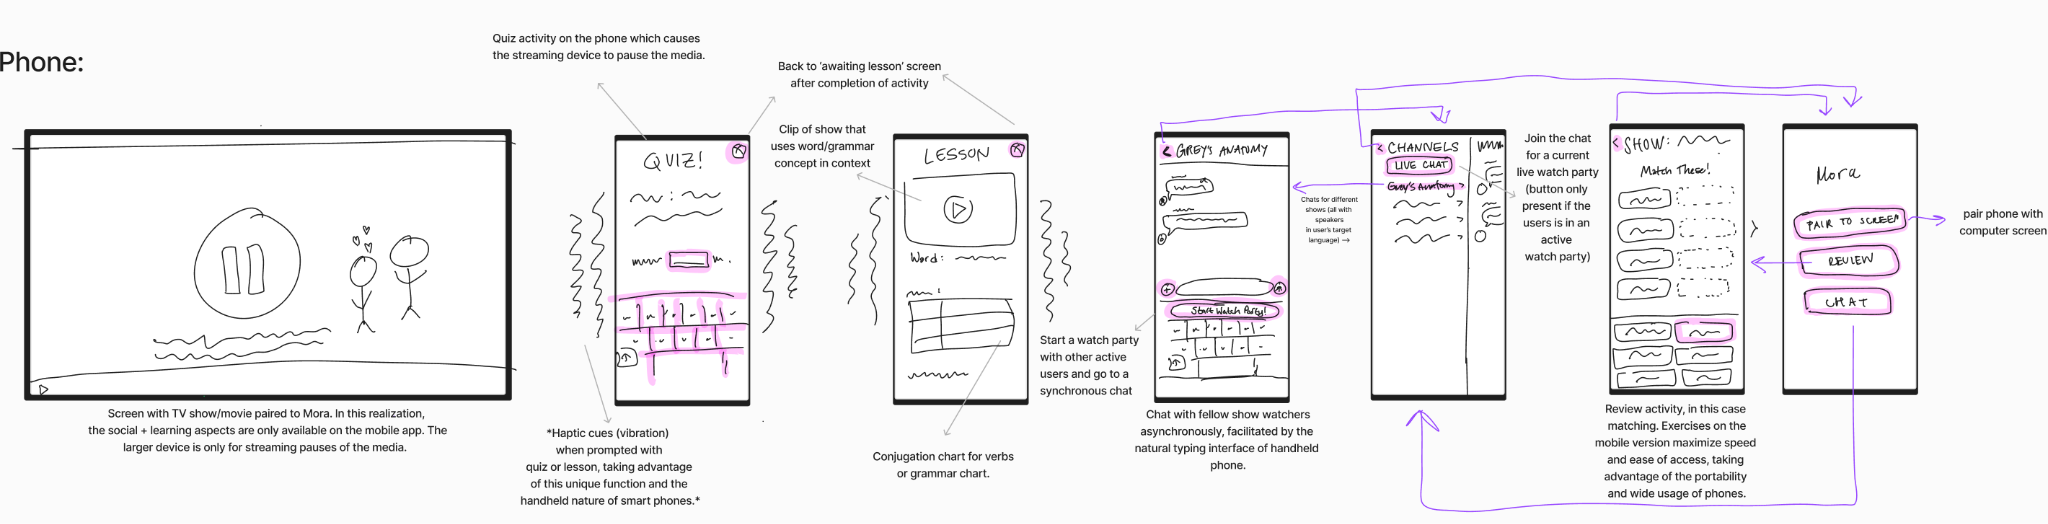 Phone:
Quiz activity on the phone which causes
the streaming device to pause the media.
Back to ‘awaiting lesson’ screen
after completion of activity
Clip of show that
uses word/grammar
concept in context
QUIZ!
LESSON
Word:
Screen with TV show/movie paired to Mora. In this realization,
the social + learning aspects are only available on the mobile app. The
larger device is only for streaming pauses of the media.
*Haptic cues (vibration)
when prompted with
quiz or lesson, taking advantage
of this unique function and the
handheld nature of smart phones.*
Conjugation chart for verbs
or grammar chart.
< GREY'S ANATOMY
Start Watch Party!
Start a watch party
with other active
users and go to a
synchronous chat
Chat with fellow show watchers
asynchronously, facilitated by the
natural typing interface of handheld
phone.
< CHANNELS
LIVE CHAT
Grey's Anatomy >
Chats for different
shows (all with
speakers
in user's target
language) →
Join the chat
for a current
live watch party
(button only
present if the
users is in an
active
watch party)
< SHOW:
Match These!
Review activity, in this case
matching. Exercises on the
mobile version maximize speed
and ease of access, taking
advantage of the portability
and wide usage of phones.
Mora
PAIR TO SCREEN
REVIEW
CHAT
pair phone with
computer screen